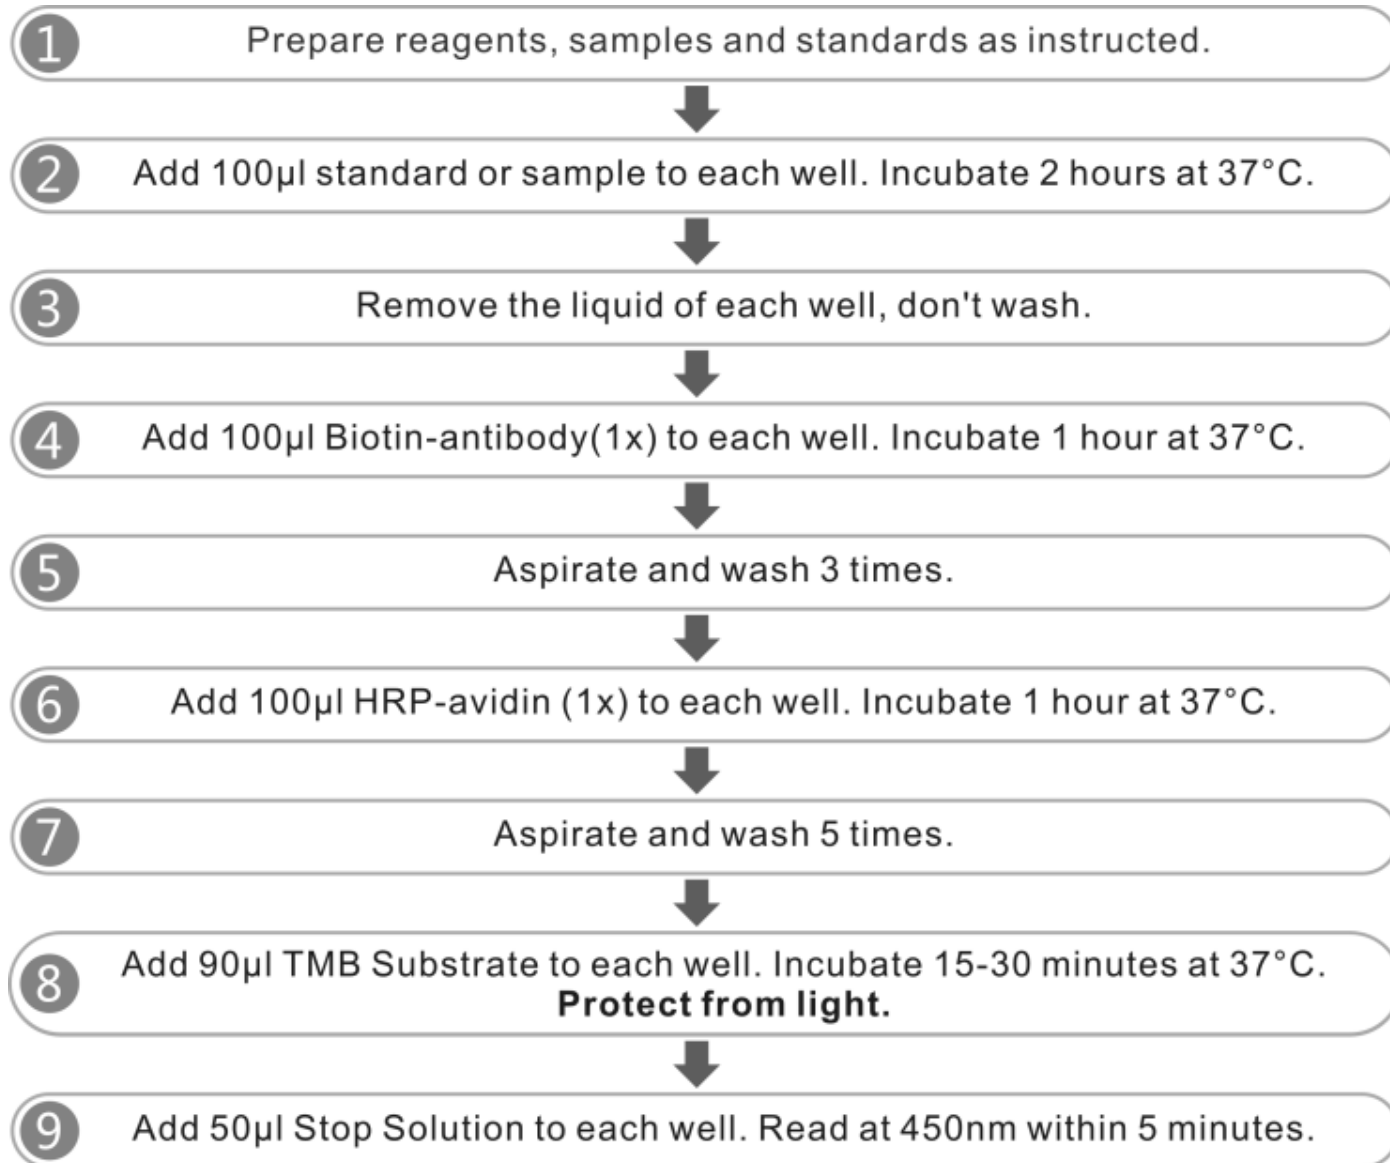 1 Prepare reagents, samples and standards as instructed.
2 Add 100µl standard or sample to each well. Incubate 2 hours at 37°C.
3 Remove the liquid of each well, don't wash.
4 Add 100µl Biotin-antibody(1x) to each well. Incubate 1 hour at 37°C.
5 Aspirate and wash 3 times.
6 Add 100µl HRP-avidin (1x) to each well. Incubate 1 hour at 37°C.
7 Aspirate and wash 5 times.
8 Add 90µl TMB Substrate to each well. Incubate 15-30 minutes at 37°C.
Protect from light.
9 Add 50µl Stop Solution to each well. Read at 450nm within 5 minutes.